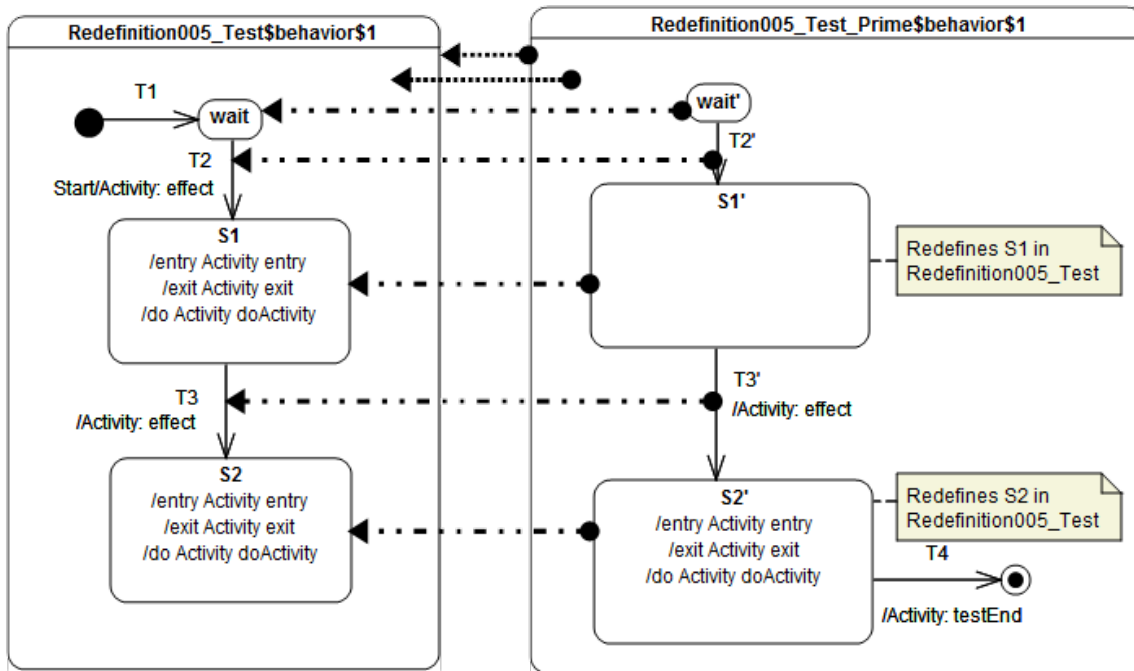 Redefinition005_Test$behavior$1
T1
wait
T2
Start/Activity: effect
S1
/entry Activity entry
/exit Activity exit
/do Activity doActivity
T3
/Activity: effect
S2
/entry Activity entry
/exit Activity exit
/do Activity doActivity
Redefinition005_Test_Prime$behavior$1
wait'
T2'
S1'
Redefines S1 in
Redefinition005_Test
T3'
/Activity: effect
S2'
/entry Activity entry
/exit Activity exit
/do Activity doActivity
Redefines S2 in
Redefinition005_Test
T4
/Activity: testEnd